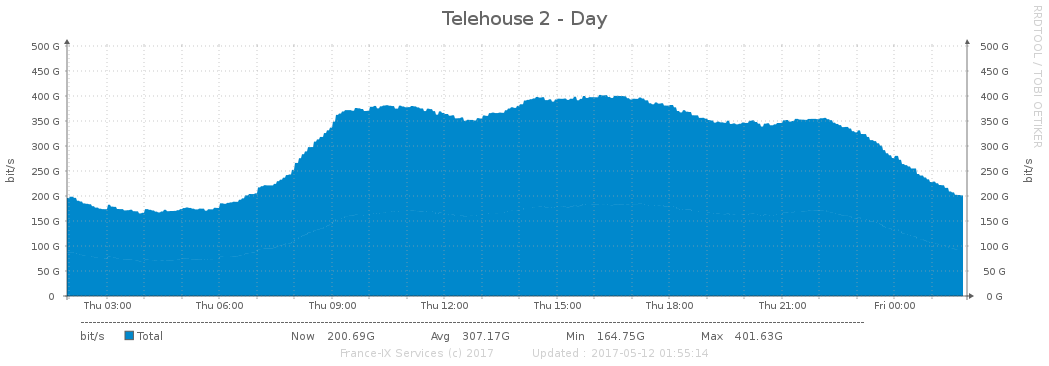 Telehouse 2 - Day
RRDTOOL / TOBI OETIKER
bit/s
500 G
450 G
400 G
350 G
300 G
250 G
200 G
150 G
100 G
50 G
0
500 G
450 G
400 G
350 G
300 G
250 G
200 G
150 G
100 G
50 G
0 G
bit/s
Thu 03:00 Thu 06:00 Thu 09:00 Thu 12:00 Thu 15:00 Thu 18:00 Thu 21:00 Fri 00:00
bit/s Total Now 200.69G Avg 307.17G Min 164.75G Max 401.63G
France-IX Services (c) 2017 Updated : 2017-05-12 01:55:14